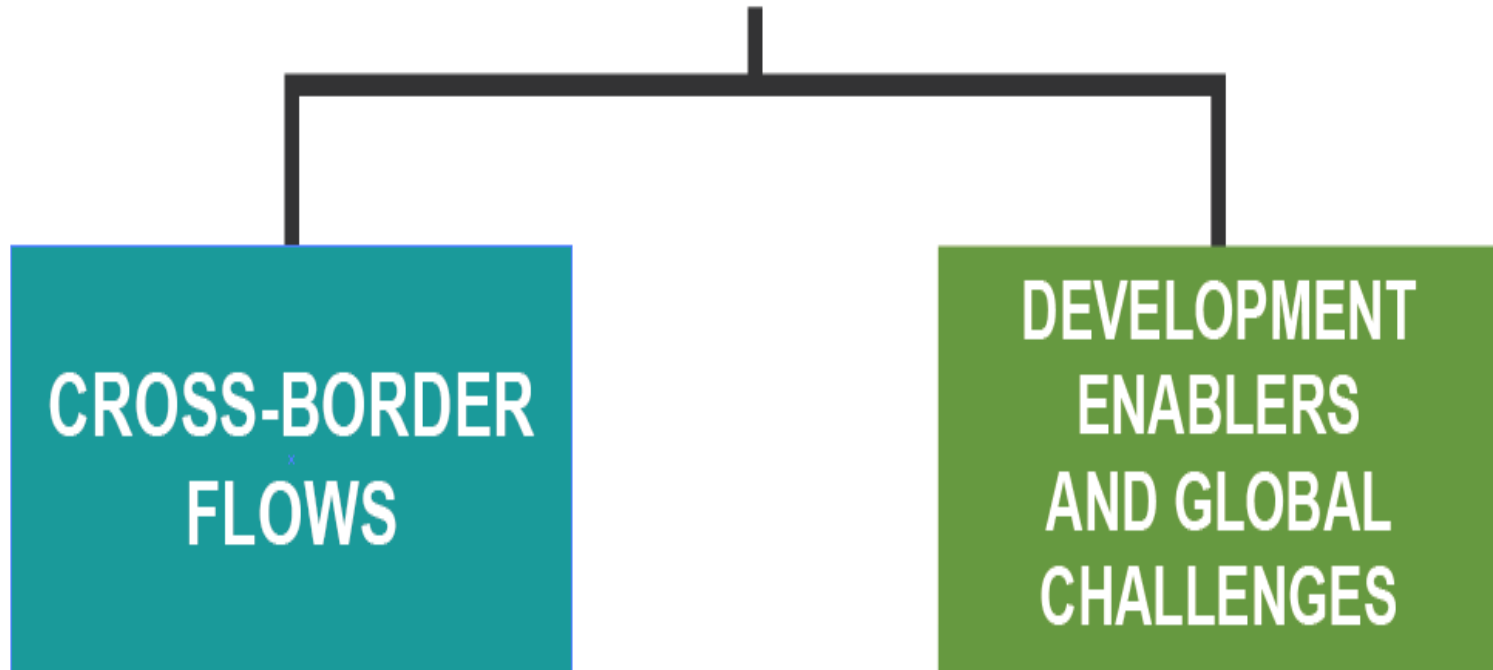 CROSS-BORDER
FLOWS
DEVELOPMENT
ENABLERS
AND GLOBAL
CHALLENGES